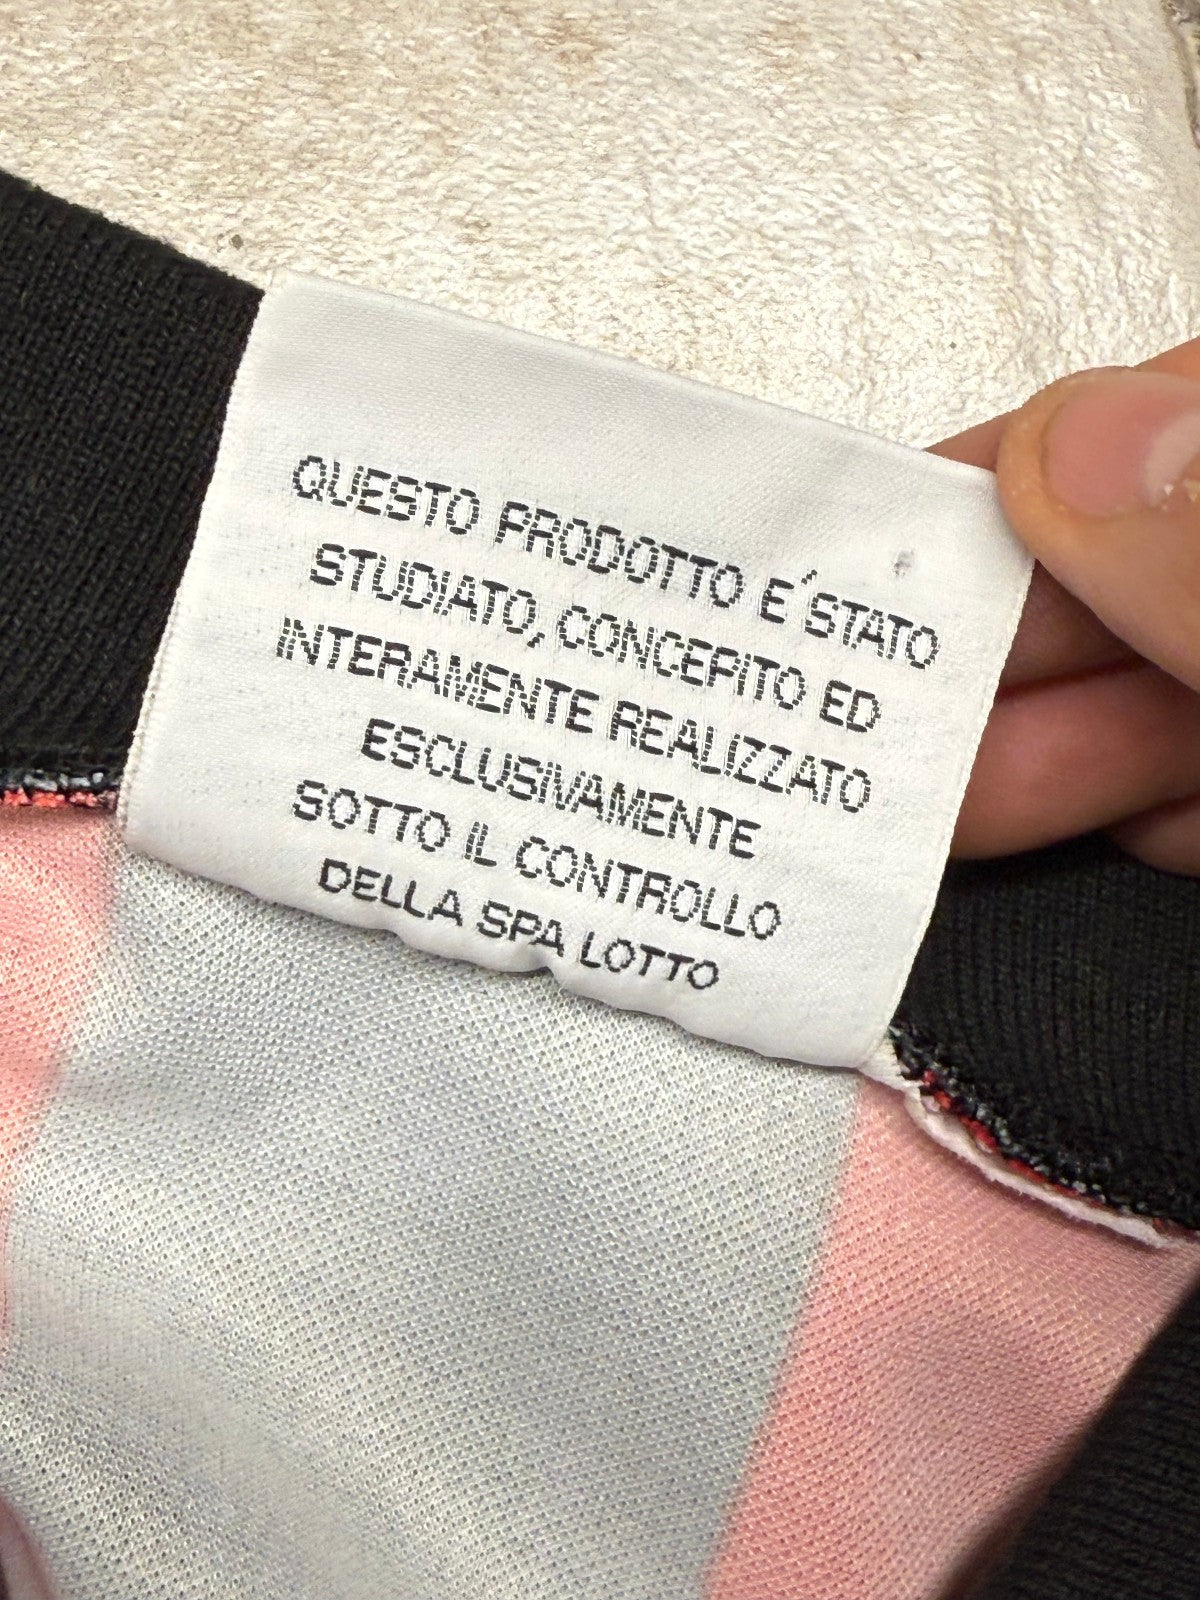 QUESTO PRODOTTO E' STATO
STUDIATO, CONCEPITO ED
INTERAMENTE REALIZZATO
ESCLUSIVAMENTE
SOTTO IL CONTROLLO
DELLA SPA LOTTO